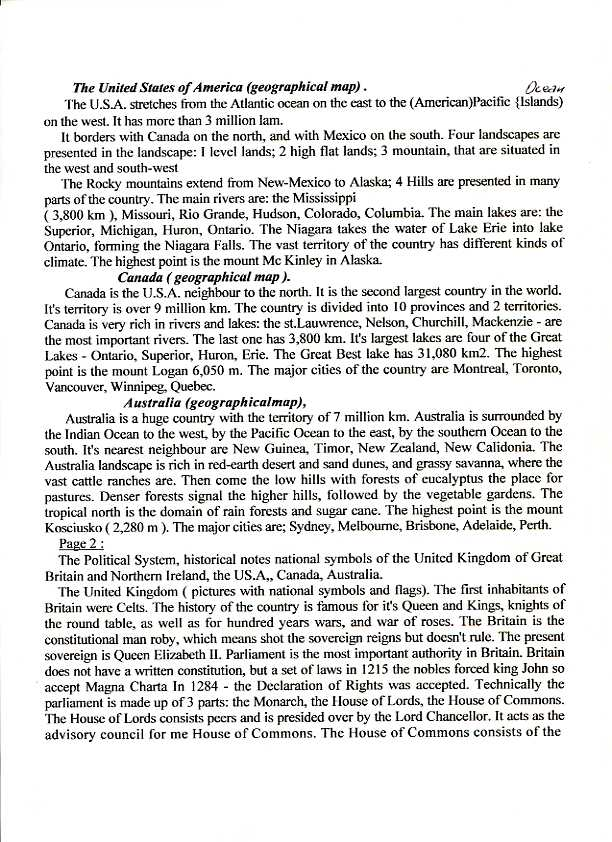 The United States of America (geographical map) .
Ocean
The U.S.A. stretches from the Atlantic ocean on the east to the (American)Pacific {Islands)
on the west. It has more than 3 million lam.
It borders with Canada on the north, and with Mexico on the south. Four landscapes are
presented in the landscape: I level lands; 2 high flat lands; 3 mountain, that are situated in
the west and south-west
The Rocky mountains extend from New-Mexico to Alaska; 4 Hills are presented in many
parts of the country. The main rivers are: the Mississippi
( 3,800 km ), Missouri, Rio Grande, Hudson, Colorado, Columbia. The main lakes are: the
Superior, Michigan, Huron, Ontario. The Niagara takes the water of Lake Erie into lake
Ontario, forming the Niagara Falls. The vast territory of the country has different kinds of
climate. The highest point is the mount Mc Kinley in Alaska.
Canada ( geographical map ).
Canada is the U.S.A. neighbour to the north. It is the second largest country in the world.
It's territory is over 9 million km. The country is divided into 10 provinces and 2 territories.
Canada is very rich in rivers and lakes: the st.Lauwrence, Nelson, Churchill, Mackenzie - are
the most important rivers. The last one has 3,800 km. It's largest lakes are four of the Great
Lakes - Ontario, Superior, Huron, Erie. The Great Best lake has 31,080 km2. The highest
point is the mount Logan 6,050 m. The major cities of the country are Montreal, Toronto,
Vancouver, Winnipeg, Quebec.
Australia (geographicalmap),
Australia is a huge country with the territory of 7 million km. Australia is surrounded by
the Indian Ocean to the west, by the Pacific Ocean to the east, by the southern Ocean to the
south. It's nearest neighbour are New Guinea, Timor, New Zealand, New Calidonia. The
Australia landscape is rich in red-earth desert and sand dunes, and grassy savanna, where the
vast cattle ranches are. Then come the low hills with forests of eucalyptus the place for
pastures. Denser forests signal the higher hills, followed by the vegetable gardens. The
tropical north is the domain of rain forests and sugar cane. The highest point is the mount
Kosciusko ( 2,280 m ). The major cities are; Sydney, Melbourne, Brisbone, Adelaide, Perth.
Page 2 :
The Political System, historical notes national symbols of the United Kingdom of Great
Britain and Northern Ireland, the US.A,, Canada, Australia.
The United Kingdom ( pictures with national symbols and flags). The first inhabitants of
Britain were Celts. The history of the country is famous for it's Queen and Kings, knights of
the round table, as well as for hundred years wars, and war of roses. The Britain is the
constitutional man roby, which means shot the sovereign reigns but doesn't rule. The present
sovereign is Queen Elizabeth II. Parliament is the most important authority in Britain. Britain
does not have a written constitution, but a set of laws in 1215 the nobles forced king John so
accept Magna Charta In 1284 - the Declaration of Rights was accepted. Technically the
parliament is made up of 3 parts: the Monarch, the House of Lords, the House of Commons.
The House of Lords consists peers and is presided over by the Lord Chancellor. It acts as the
advisory council for me House of Commons. The House of Commons consists of the